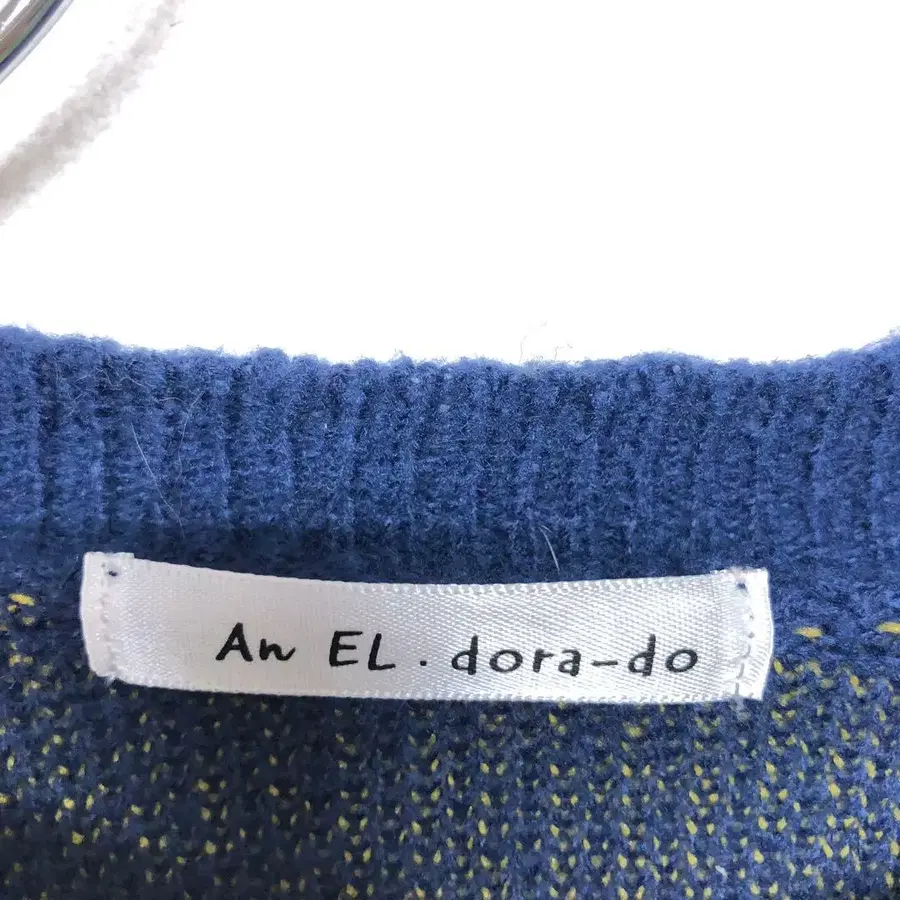 An EL . dora-do